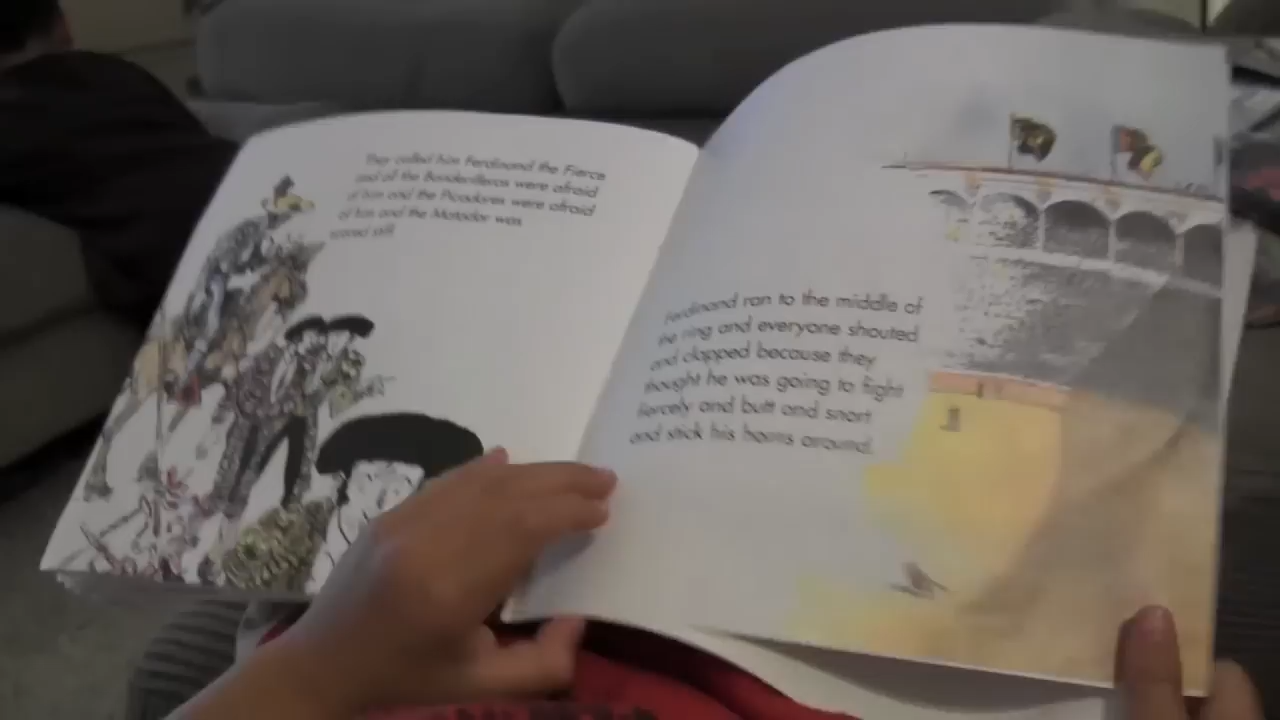 They called him Ferdinand the Fierce
and all the Banderilleros were afraid
of him and the Picadores were afraid
of him and the Matador was
scared stiff.
Ferdinand ran to the middle of
the ring and everyone shouted
and clapped because they
thought he was going to fight
fiercely and butt and snort
and stick his horns around.